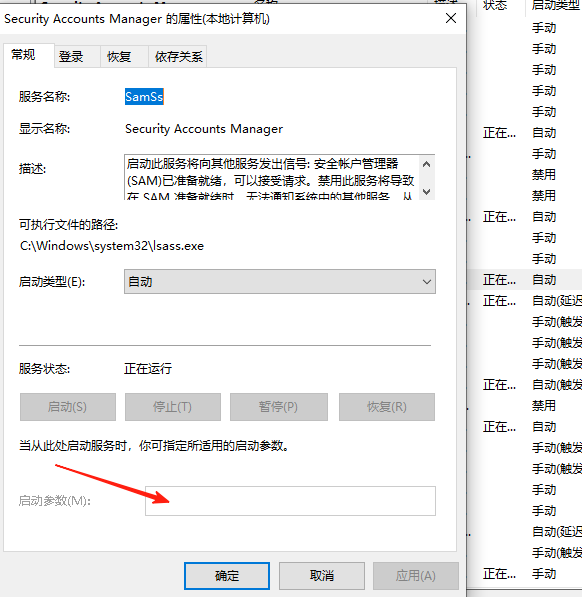 Security Accounts Manager 的属性(本地计算机)
常规 登录 恢复 依存关系
服务名称: SamSs
显示名称: Security Accounts Manager
描述: 启动此服务将向其他服务发出信号: 安全帐户管理器
(SAM)已准备就绪，可以接受请求。禁用此服务将导致
在 SAM 准备就绪时，无法通知系统中的其他服务，从
可执行文件的路径:
C:\Windows\system32\lsass.exe
启动类型(E): 自动
服务状态: 正在运行
启动(S) 停止(T) 暂停(P) 恢复(R)
当从此处启动服务时，你可指定所适用的启动参数。
启动参数(M):
确定 取消 应用(A)
状态 启动类型
手动
手动
手动
手动
手动
正在... 自动
手动
禁用
禁用
正在... 自动
手动
手动
正在... 自动
正在... 自动(延迟
手动(触发
手动(触发
手动(触发
正在... 自动(触发
禁用
正在... 自动
手动(触发
手动(触发
手动
手动
自动(延迟
手动(触发
正在... 手动